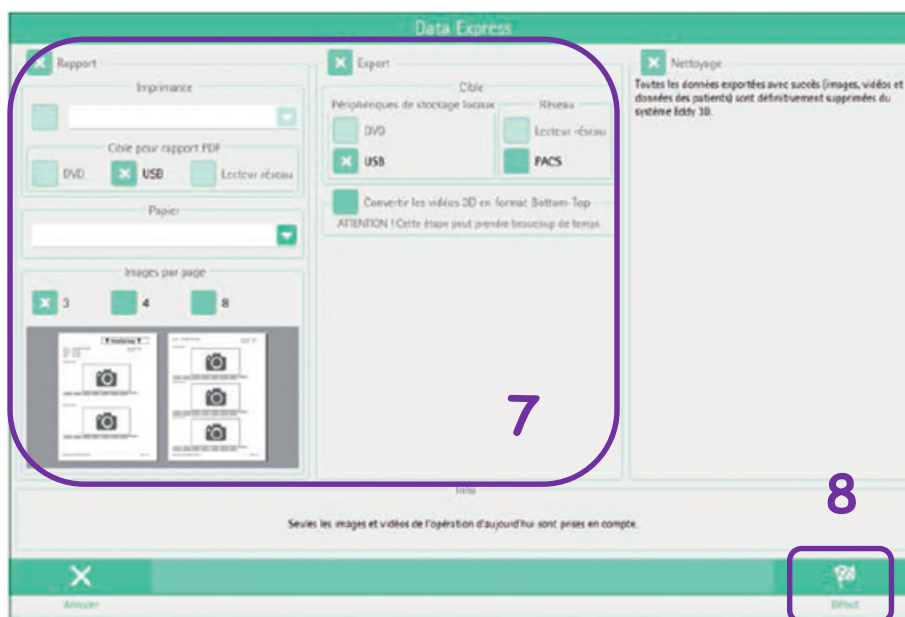 Data Express
Rapport
Imprimante
Cible pour rapport PDF
DVD
USB
Lecteur réseau
Papier
Images par page
3
4
8
Export
Cible
Périphériques de stockage locaux
DVD
USB
Réseau
Lecteur réseau
PACS
Convertir les vidéos 3D en format Bottom-Top
ATTENTION ! Cette étape peut prendre beaucoup de temps.
7
Nettoyage
Toutes les données exportées avec succès (images, vidéos et
données des patients) sont définitivement supprimées du
système Eddy 3D.
Info
Seules les images et vidéos de l'opération d'aujourd'hui sont prises en compte.
8
Annuler
Début